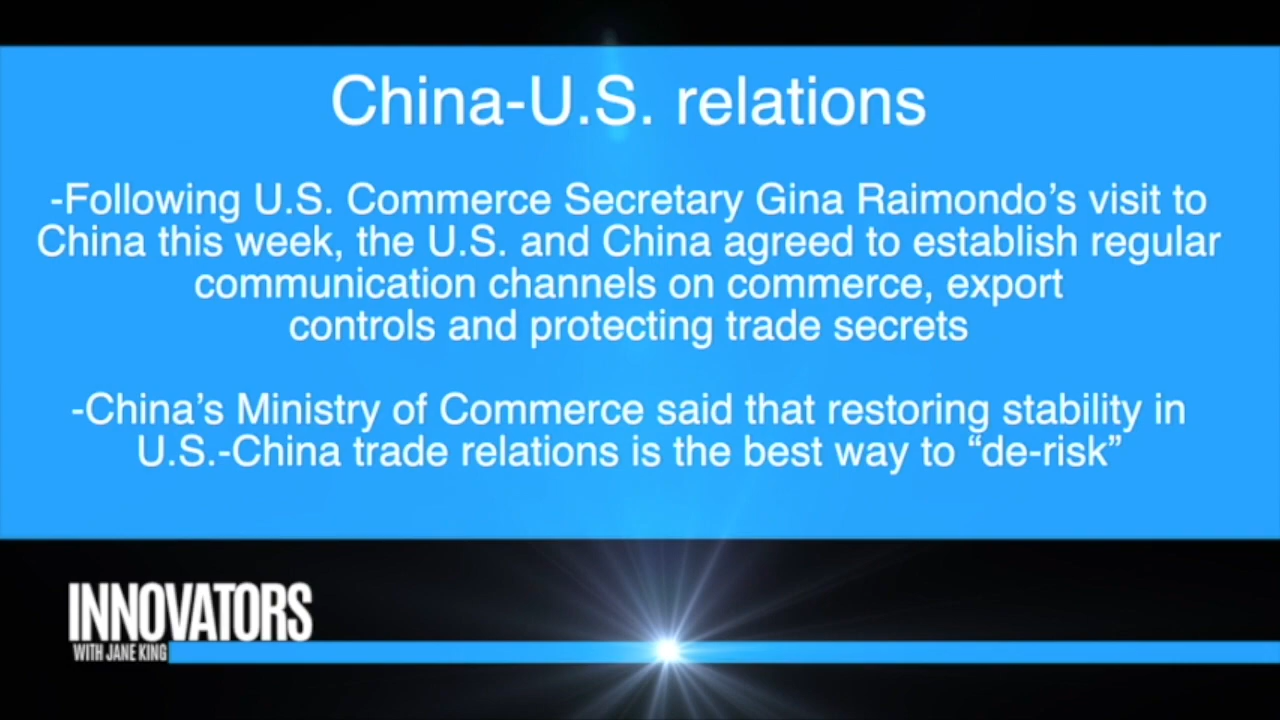 China-U.S. relations
-Following U.S. Commerce Secretary Gina Raimondo’s visit to
China this week, the U.S. and China agreed to establish regular
communication channels on commerce, export
controls and protecting trade secrets
-China’s Ministry of Commerce said that restoring stability in
U.S.-China trade relations is the best way to “de-risk”
INNOVATORS
WITH JANE KING